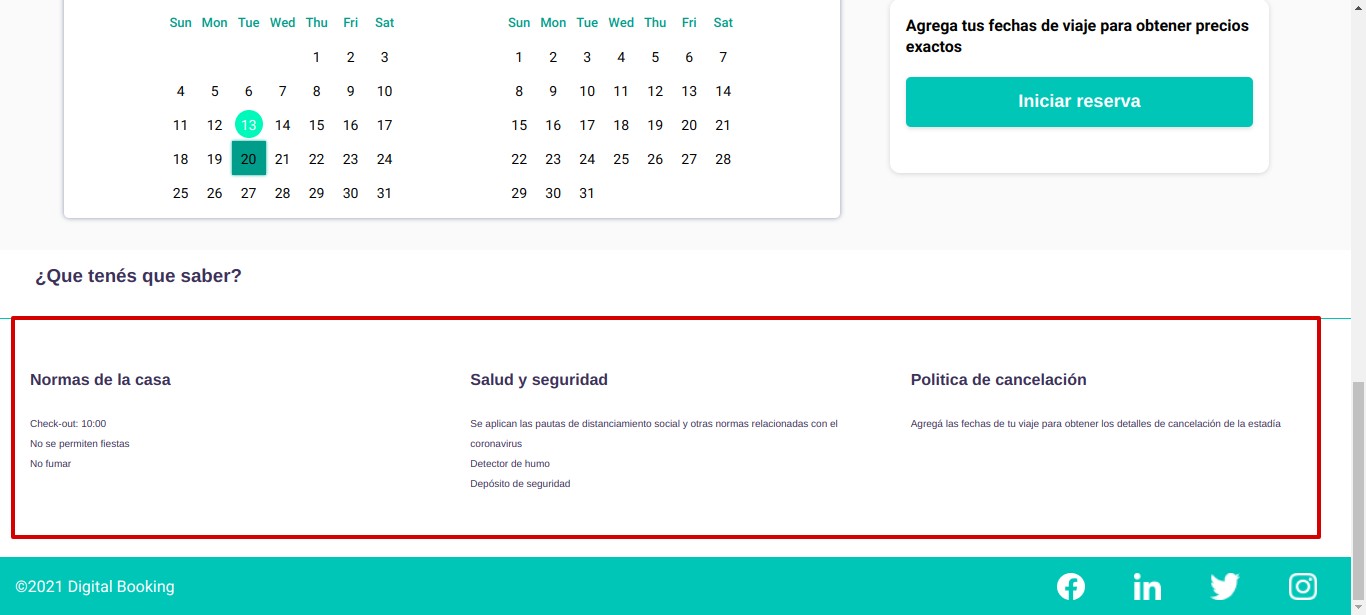 Sun Mon Tue Wed Thu Fri Sat
1 2 3
4 5 6 7 8 9 10
11 12 13 14 15 16 17
18 19 20 21 22 23 24
25 26 27 28 29 30 31
Sun Mon Tue Wed Thu Fri Sat
1 2 3 4 5 6 7
8 9 10 11 12 13 14
15 16 17 18 19 20 21
22 23 24 25 26 27 28
29 30 31
Agrega tus fechas de viaje para obtener precios
exactos
Iniciar reserva
¿Que tenés que saber?
Normas de la casa
Check-out: 10:00
No se permiten fiestas
No fumar
Salud y seguridad
Se aplican las pautas de distanciamiento social y otras normas relacionadas con el
coronavirus
Detector de humo
Depósito de seguridad
Politica de cancelación
Agregá las fechas de tu viaje para obtener los detalles de cancelación de la estadía
©2021 Digital Booking